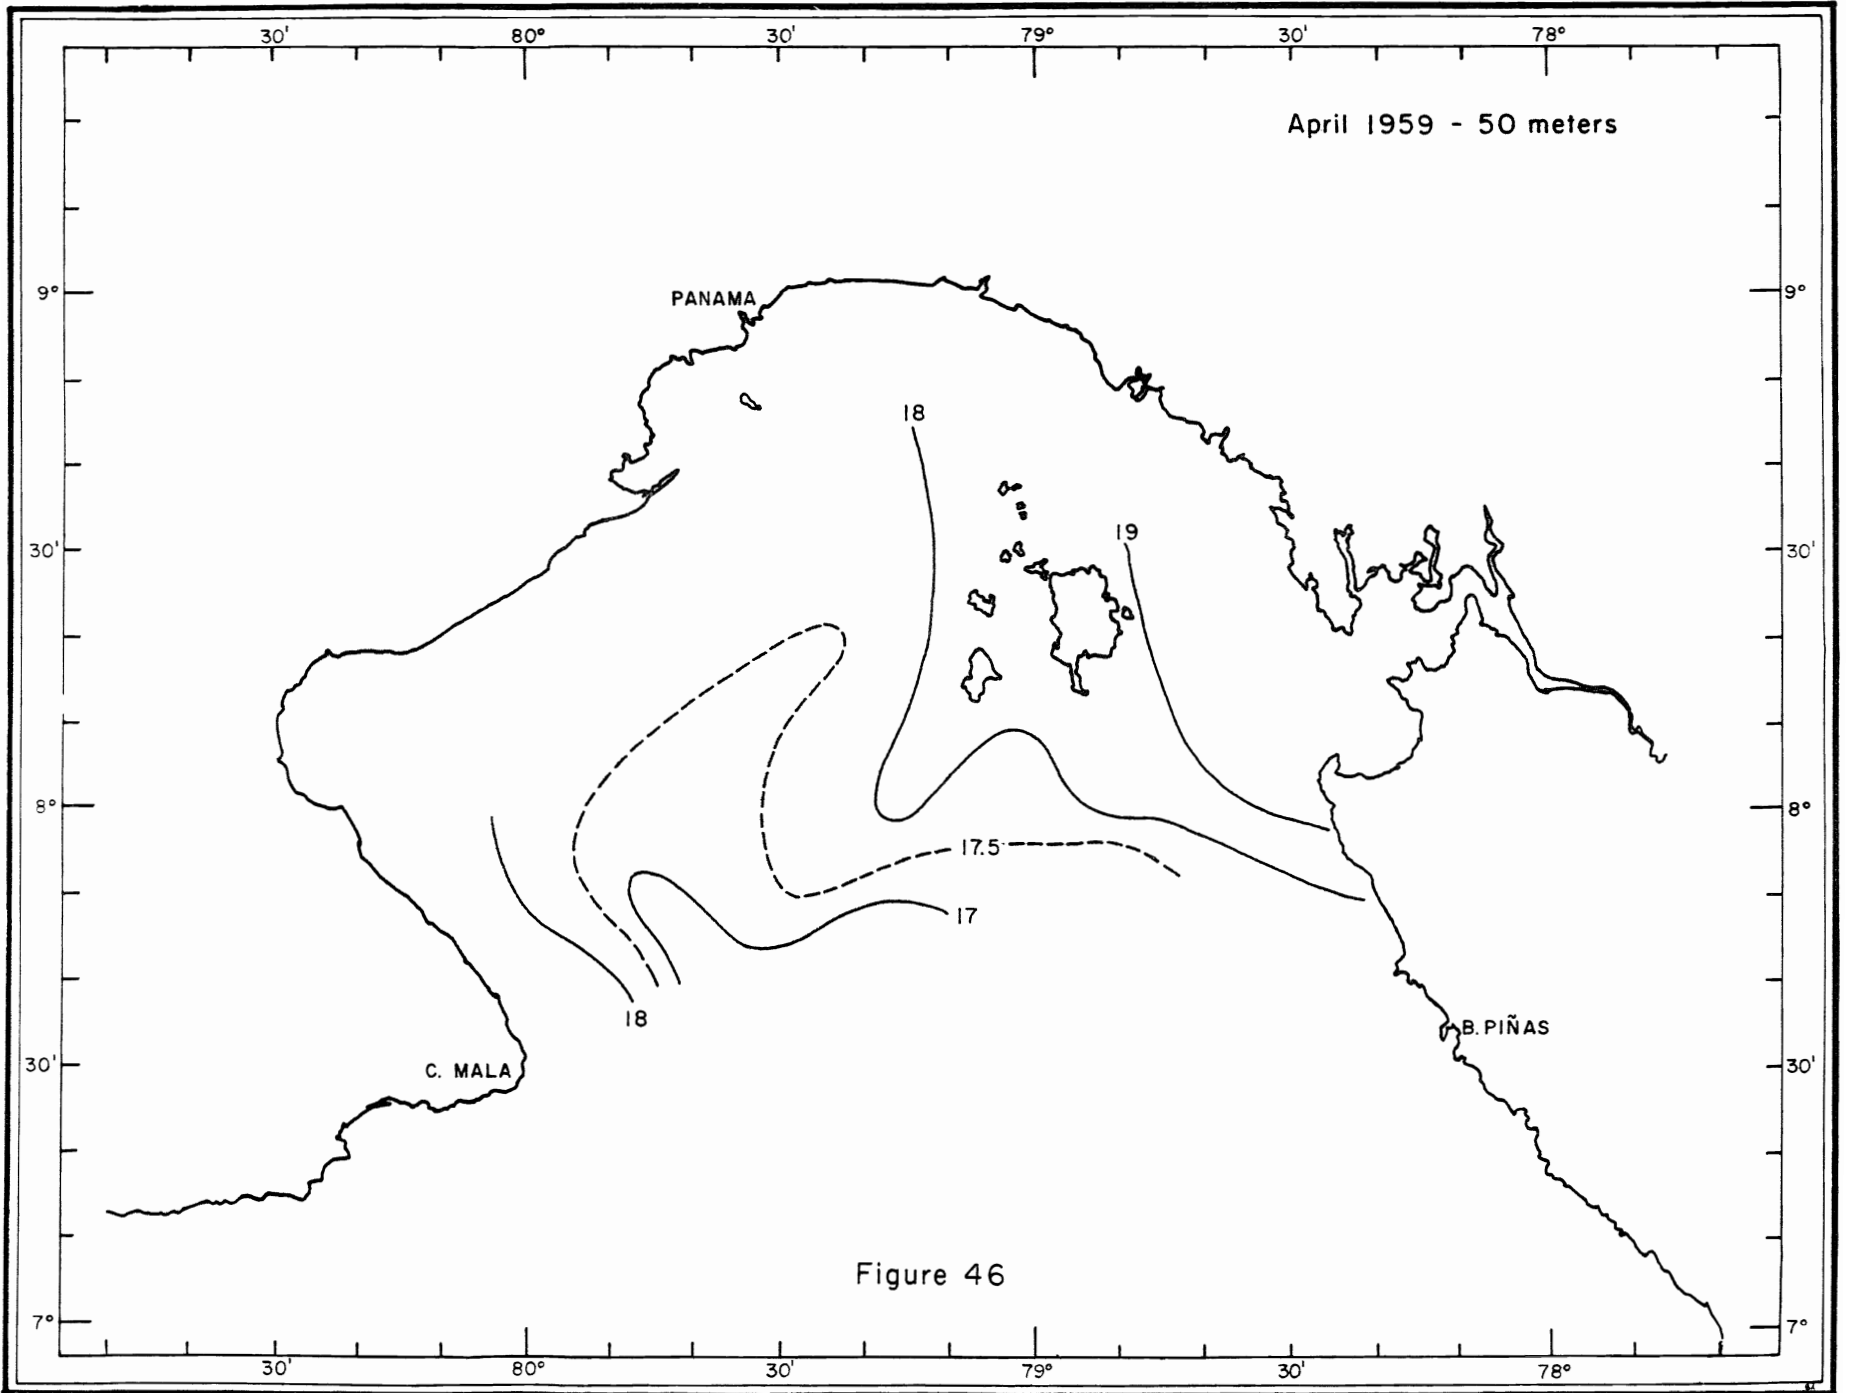 30' 80° 30' 79° 30' 78°
April 1959 - 50 meters
9° PANAMA 9°
18
19
30' 30'
8° 8°
17.5
17
18
B. PIÑAS
30' C. MALA 30'
Figure 46
7° 7°
30' 80° 30' 79° 30' 78°